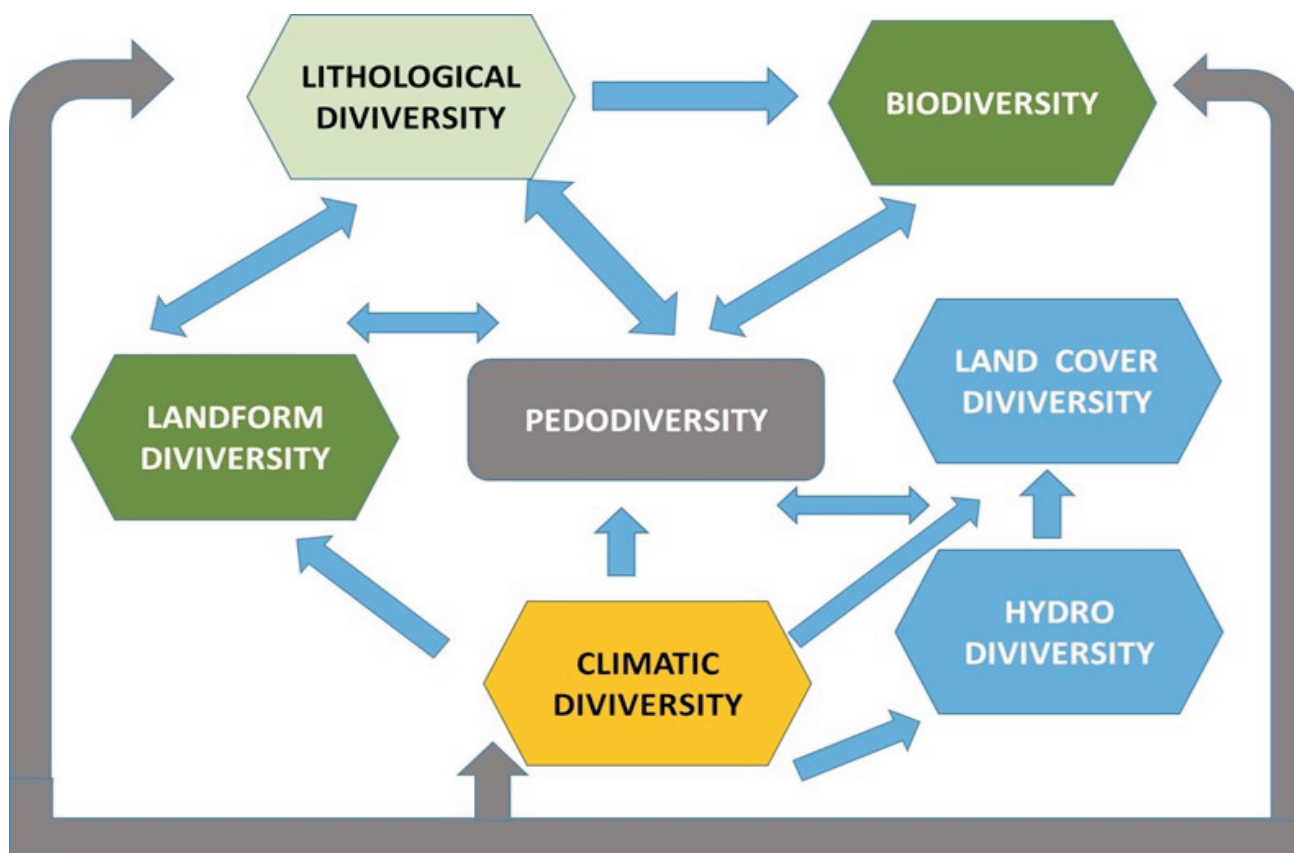 LITHOLOGICAL
DIVIVERSITY
BIODIVERSITY
LANDFORM
DIVIVERSITY
PEDODIVERSITY
LAND COVER
DIVIVERSITY
CLIMATIC
DIVIVERSITY
HYDRO
DIVIVERSITY